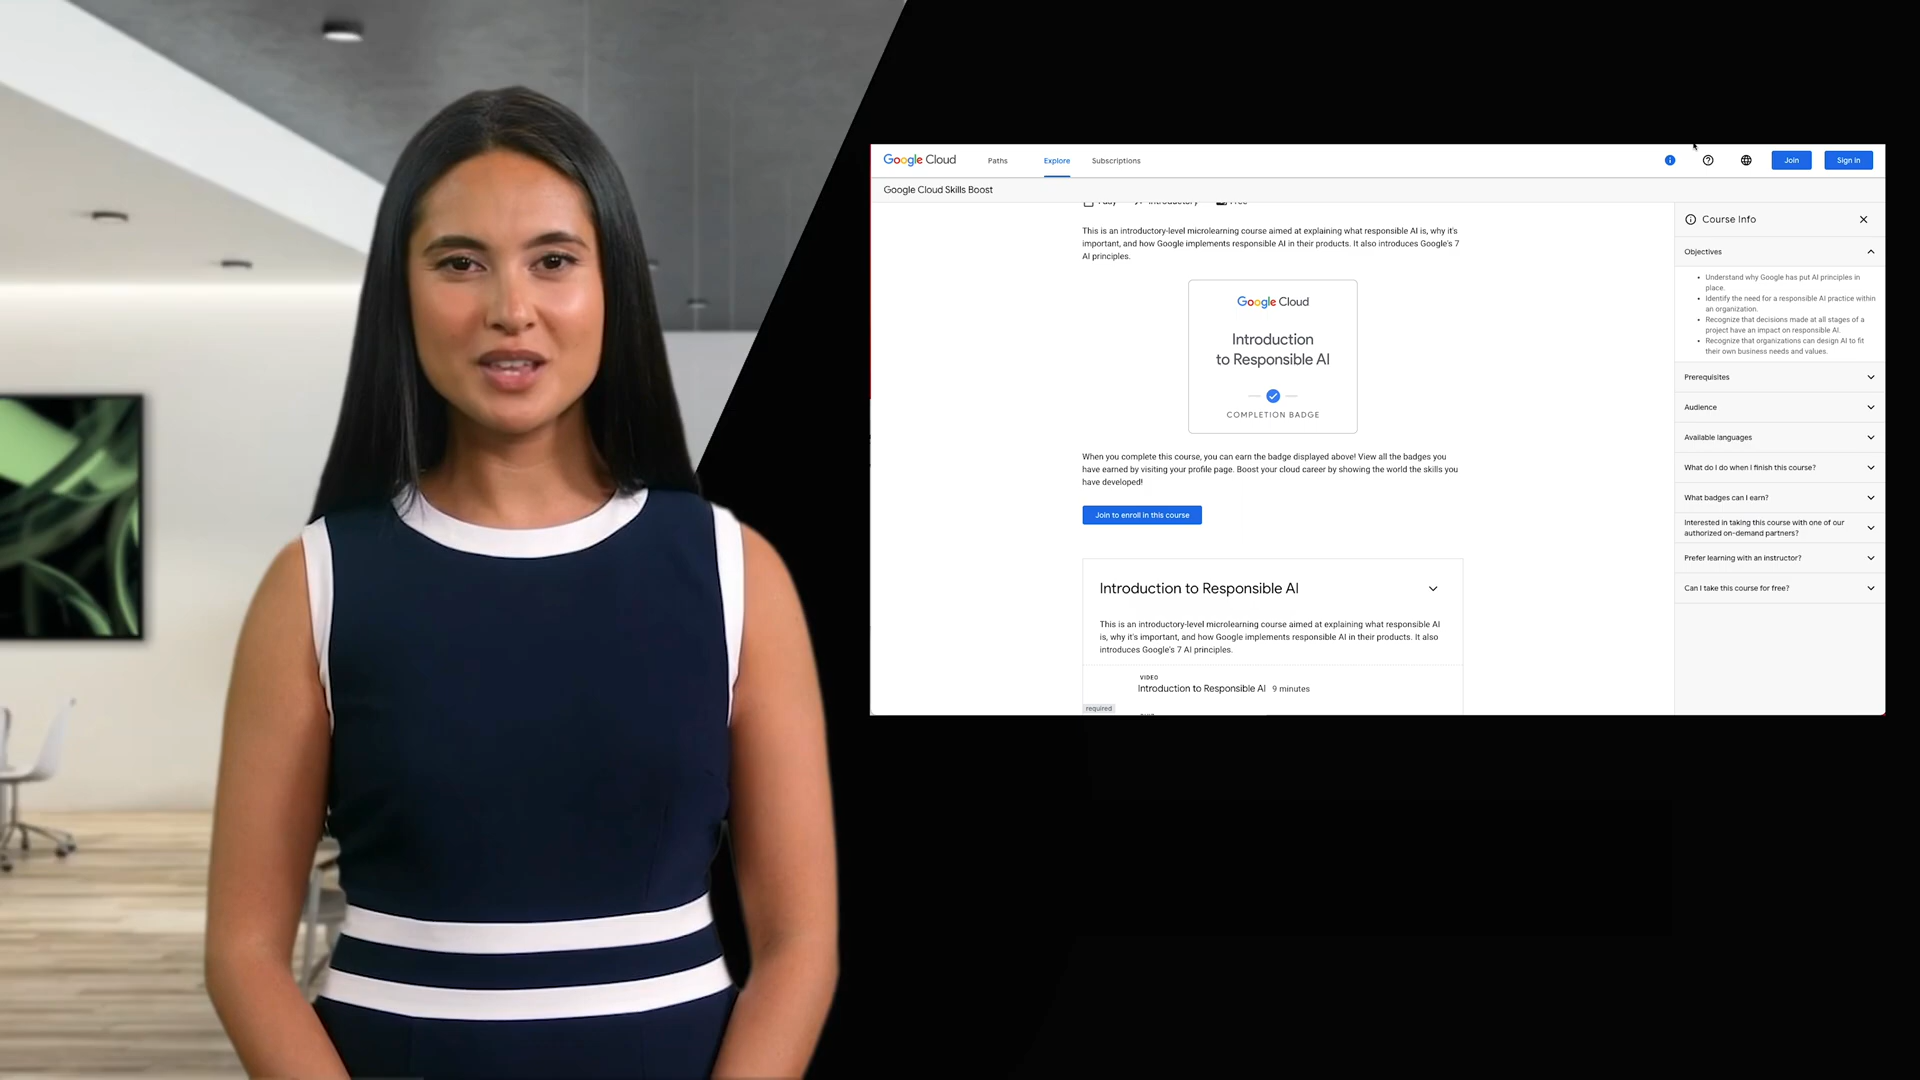 Google Cloud
Paths
Explore
Subscriptions
Join
Sign in
Google Cloud Skills Boost
This is an introductory-level microlearning course aimed at explaining what responsible AI is, why it's
important, and how Google implements responsible AI in their products. It also introduces Google's 7
AI principles.
Google Cloud
Introduction
to Responsible AI
COMPLETION BADGE
When you complete this course, you can earn the badge displayed above! View all the badges you
have earned by visiting your profile page. Boost your cloud career by showing the world the skills you
have developed!
Join to enroll in this course
Introduction to Responsible AI
This is an introductory-level microlearning course aimed at explaining what responsible AI
is, why it's important, and how Google implements responsible AI in their products. It also
introduces Google's 7 AI principles.
VIDEO
Introduction to Responsible AI 9 minutes
required
Course Info
Objectives
• Understand why Google has put AI principles in
place.
• Identify the need for a responsible AI practice within
an organization.
• Recognize that decisions made at all stages of a
project have an impact on responsible AI.
• Recognize that organizations can design AI to fit
their own business needs and values.
Prerequisites
Audience
Available languages
What do I do when I finish this course?
What badges can I earn?
Interested in taking this course with one of our
authorized on-demand partners?
Prefer learning with an instructor?
Can I take this course for free?